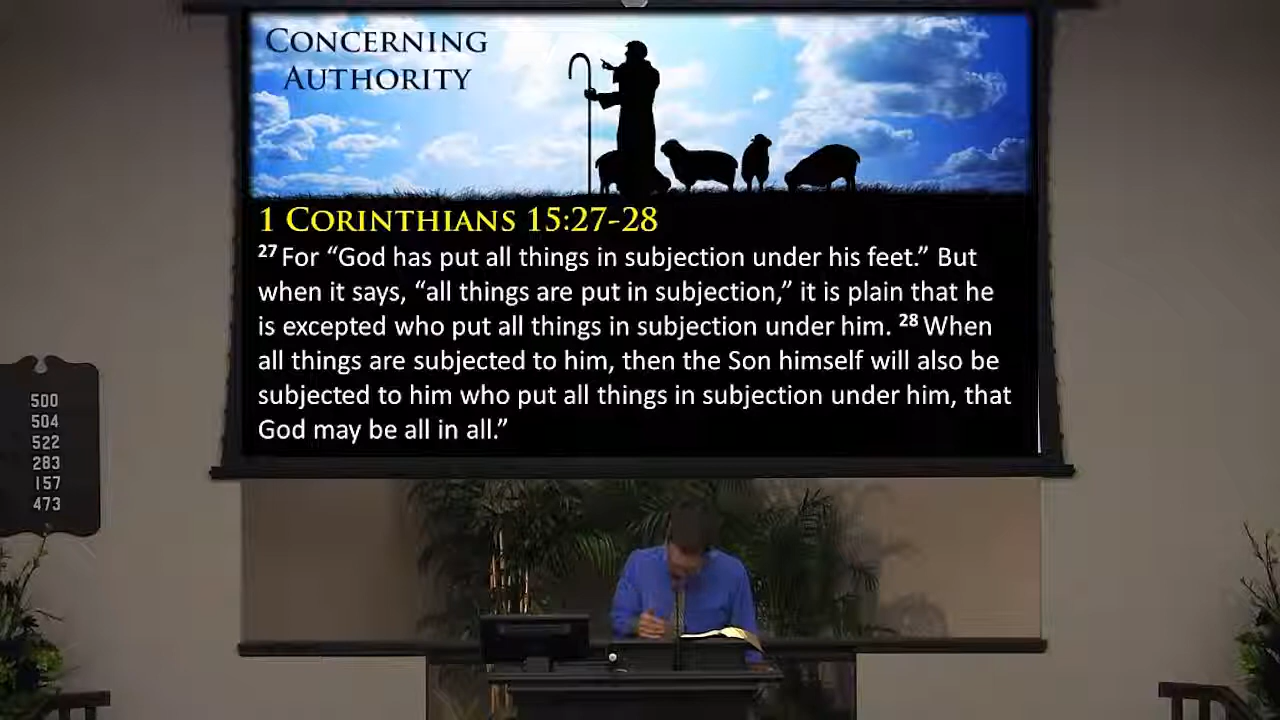 CONCERNING
AUTHORITY
1 CORINTHIANS 15:27-28
27 For “God has put all things in subjection under his feet.” But
when it says, “all things are put in subjection,” it is plain that he
is excepted who put all things in subjection under him. 28 When
all things are subjected to him, then the Son himself will also be
subjected to him who put all things in subjection under him, that
God may be all in all.”
500
504
522
283
157
473